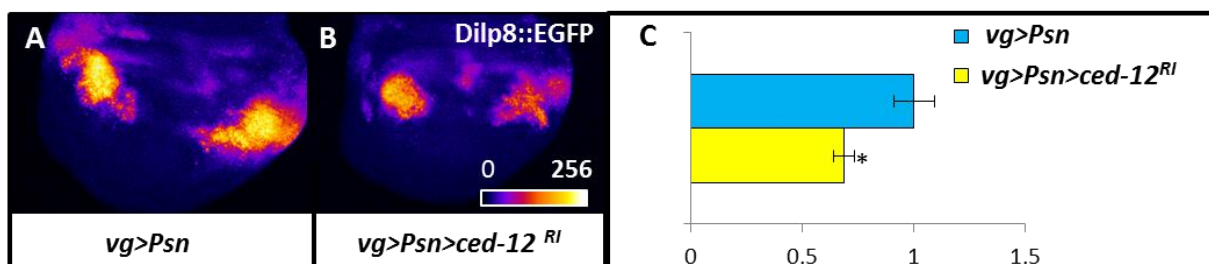 A
B
Dilp8::EGFP
0 256
vg>Psn
vg>Psn>ced-12 RI
C
vg>Psn
vg>Psn>ced-12RI
*
0 0.5 1 1.5